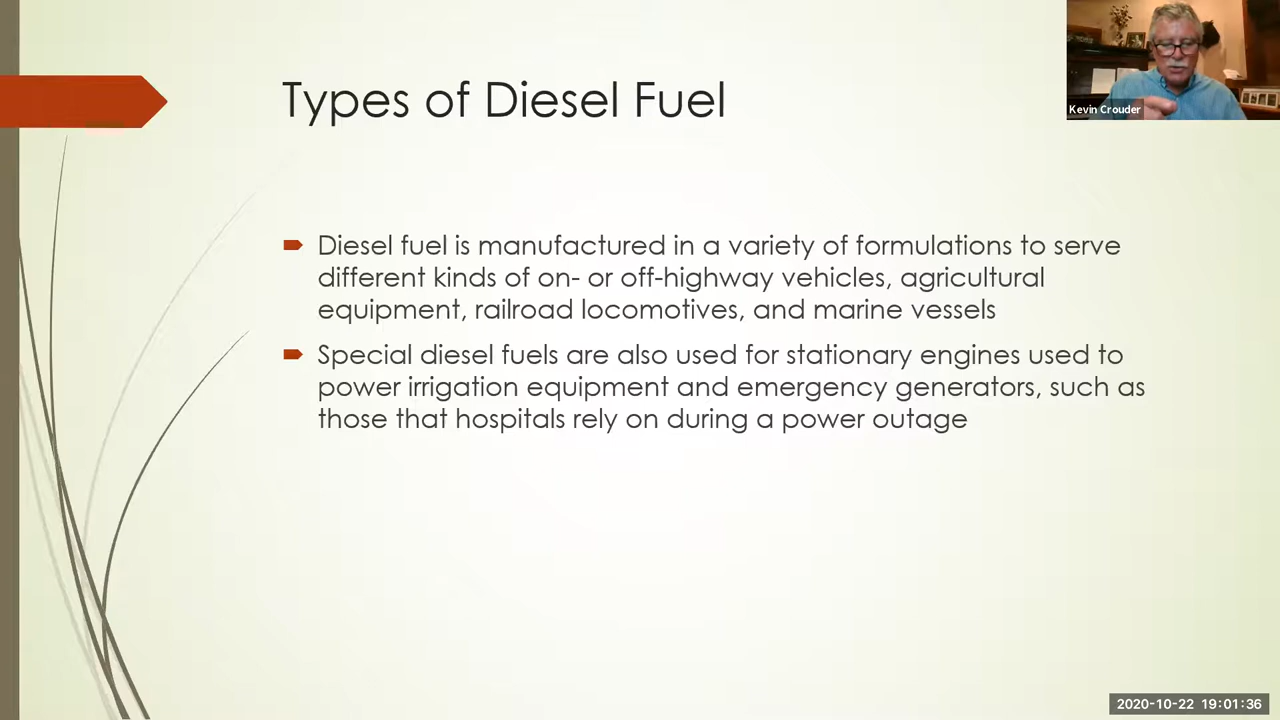 Types of Diesel Fuel
Kevin Crouder
Diesel fuel is manufactured in a variety of formulations to serve
different kinds of on- or off-highway vehicles, agricultural
equipment, railroad locomotives, and marine vessels
Special diesel fuels are also used for stationary engines used to
power irrigation equipment and emergency generators, such as
those that hospitals rely on during a power outage
2020-10-22 19:01:36